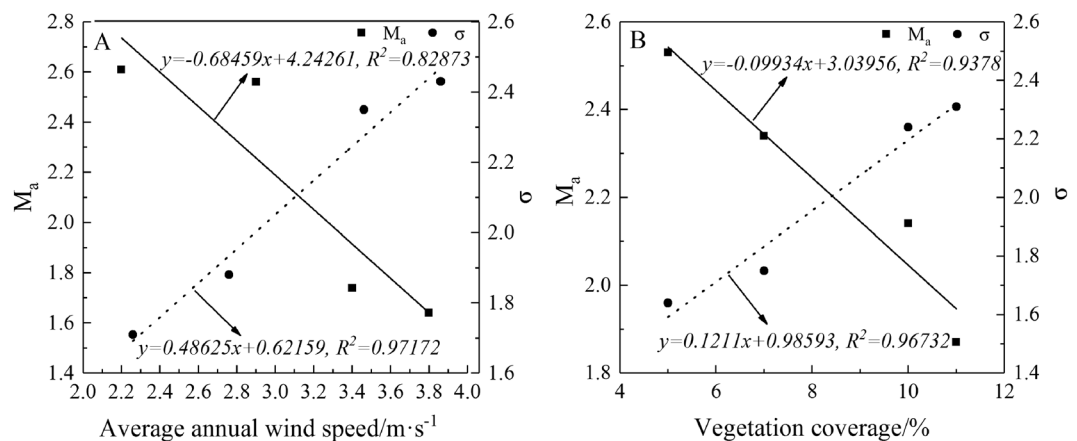 A
■ Mₐ ● σ
y=-0.68459x+4.24261, R²=0.82873
y=0.48625x+0.62159, R²=0.97172
2.8
2.6
2.4
2.2
2.0
1.8
1.6
1.4
Mₐ
2.6
2.4
2.2
2.0
1.8
1.6
σ
2.0 2.2 2.4 2.6 2.8 3.0 3.2 3.4 3.6 3.8 4.0
Average annual wind speed/m·s⁻¹
B
■ Mₐ ● σ
y=-0.09934x+3.03956, R²=0.9378
y=0.1211x+0.98593, R²=0.96732
2.6
2.4
2.2
2.0
1.8
Mₐ
2.6
2.4
2.2
2.0
1.8
1.6
1.4
σ
4 6 8 10 12
Vegetation coverage/%